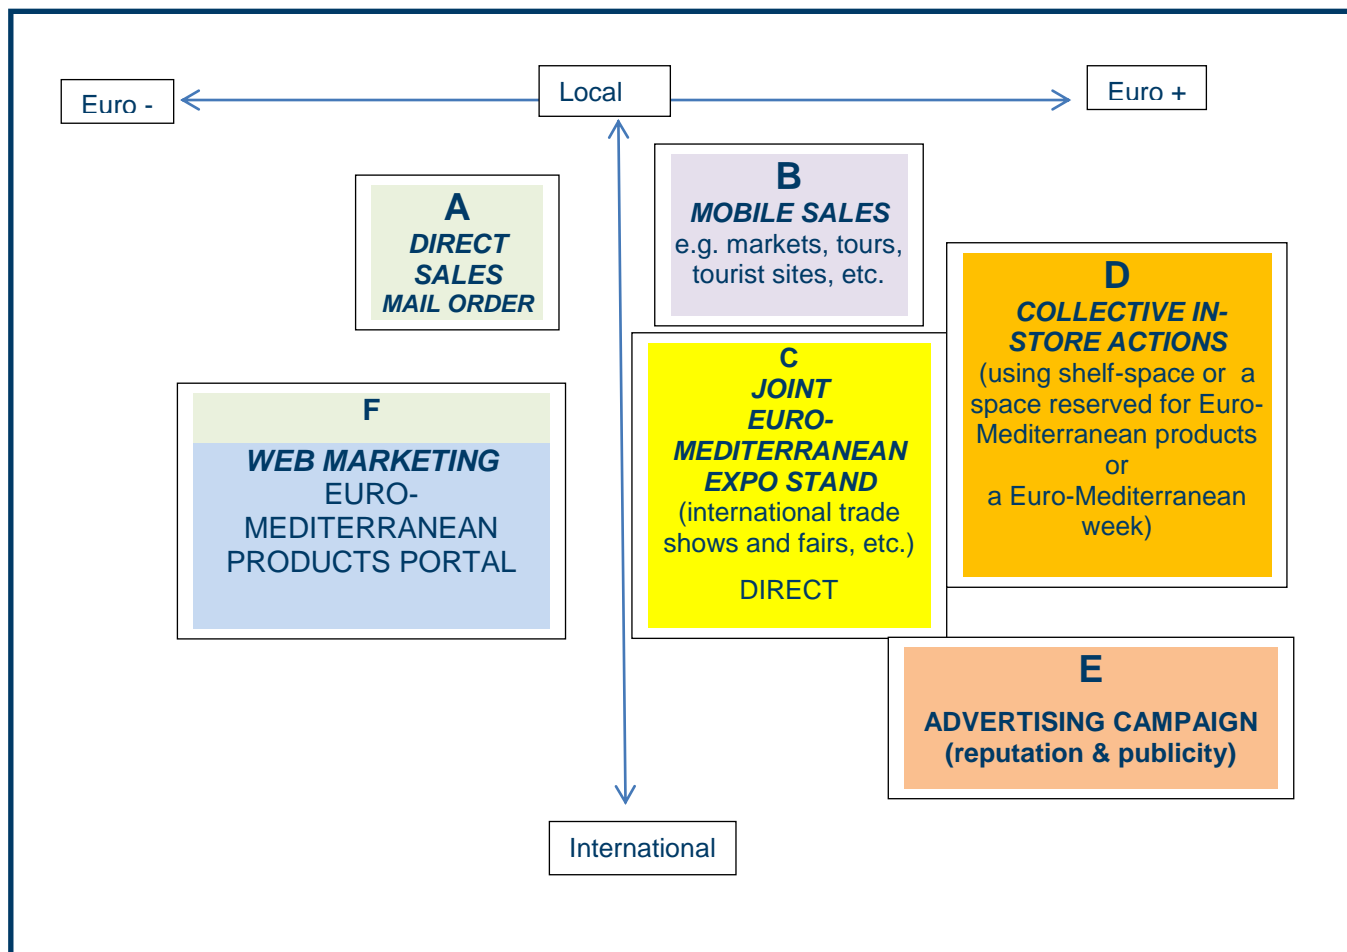 Euro -
Local
Euro +
A
DIRECT
SALES
MAIL ORDER
B
MOBILE SALES
e.g. markets, tours,
tourist sites, etc.
C
JOINT
EURO-
MEDITERRANEAN
EXPO STAND
(international trade
shows and fairs, etc.)
DIRECT
D
COLLECTIVE IN-
STORE ACTIONS
(using shelf-space or a
space reserved for Euro-
Mediterranean products
or
a Euro-Mediterranean
week)
F
WEB MARKETING
EURO-
MEDITERRANEAN
PRODUCTS PORTAL
E
ADVERTISING CAMPAIGN
(reputation & publicity)
International